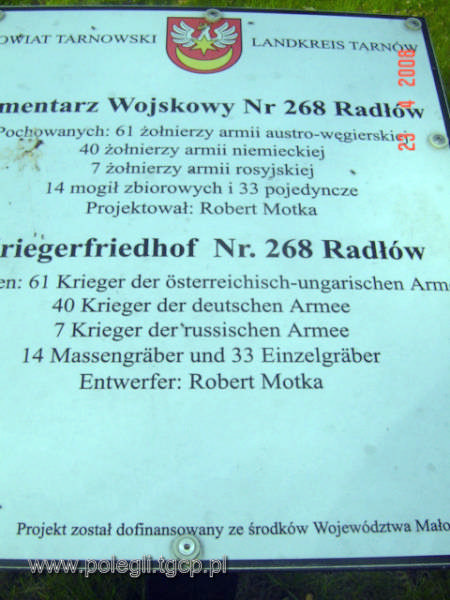 OWIAT TARNOWSKI LANDKREIS TARNÓW
mentarz Wojskowy Nr 268 Radłów
Pochowanych: 61 żołnierzy armii austro-węgierskiej
40 żołnierzy armii niemieckiej
7 żołnierzy armii rosyjskiej
14 mogił zbiorowych i 33 pojedyncze
Projektował: Robert Motka
riegerfriedhof Nr. 268 Radłów
en: 61 Krieger der österreichisch-ungarischen Arme
40 Krieger der deutschen Armee
7 Krieger der russischen Armee
14 Massengräber und 33 Einzelgräber
Entwerfer: Robert Motka
Projekt został dofinansowany ze środków Województwa Mało
www.polegli.tgcp.pl
23 4 2008